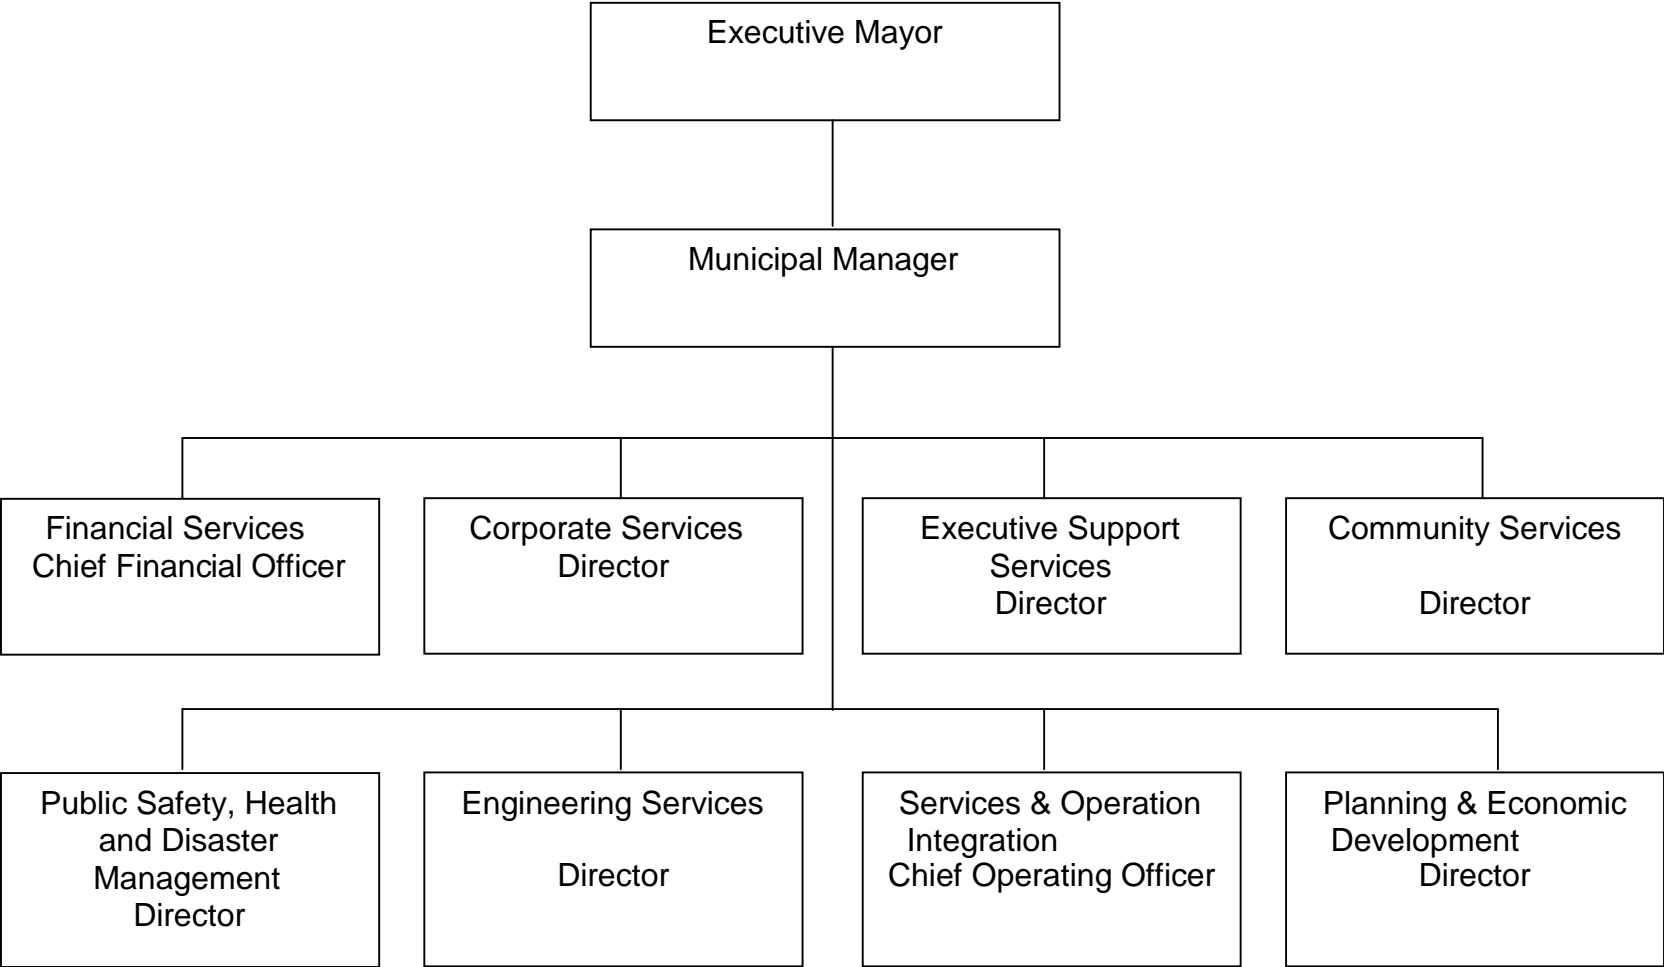 Executive Mayor
Municipal Manager
Financial Services
Chief Financial Officer
Corporate Services
Director
Executive Support
Services
Director
Community Services
Director
Public Safety, Health
and Disaster
Management
Director
Engineering Services
Director
Services & Operation
Integration
Chief Operating Officer
Planning & Economic
Development
Director